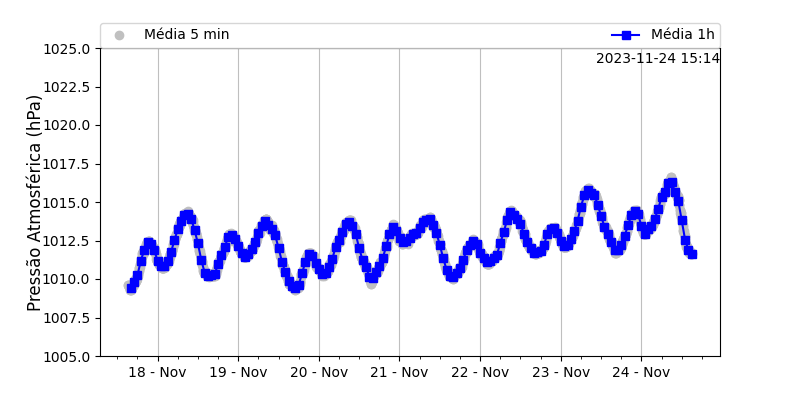 Média 5 min
Média 1h
2023-11-24 15:14
Pressão Atmosférica (hPa)
1025.0
1022.5
1020.0
1017.5
1015.0
1012.5
1010.0
1007.5
1005.0
18 - Nov
19 - Nov
20 - Nov
21 - Nov
22 - Nov
23 - Nov
24 - Nov